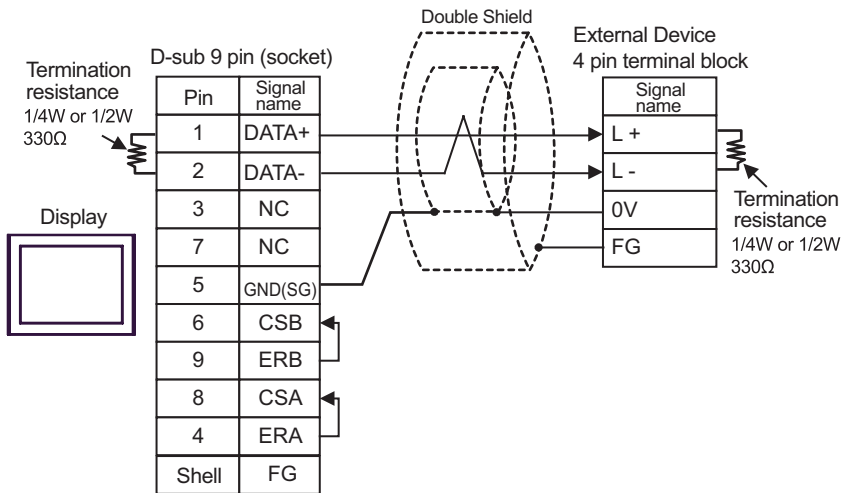 Double Shield
D-sub 9 pin (socket)
External Device
4 pin terminal block
Termination
resistance
1/4W or 1/2W
330Ω
Pin
Signal
name
1
DATA+
2
DATA-
3
NC
7
NC
5
GND(SG)
6
CSB
9
ERB
8
CSA
4
ERA
Shell
FG
Display
Signal
name
L +
L -
0V
FG
Termination
resistance
1/4W or 1/2W
330Ω